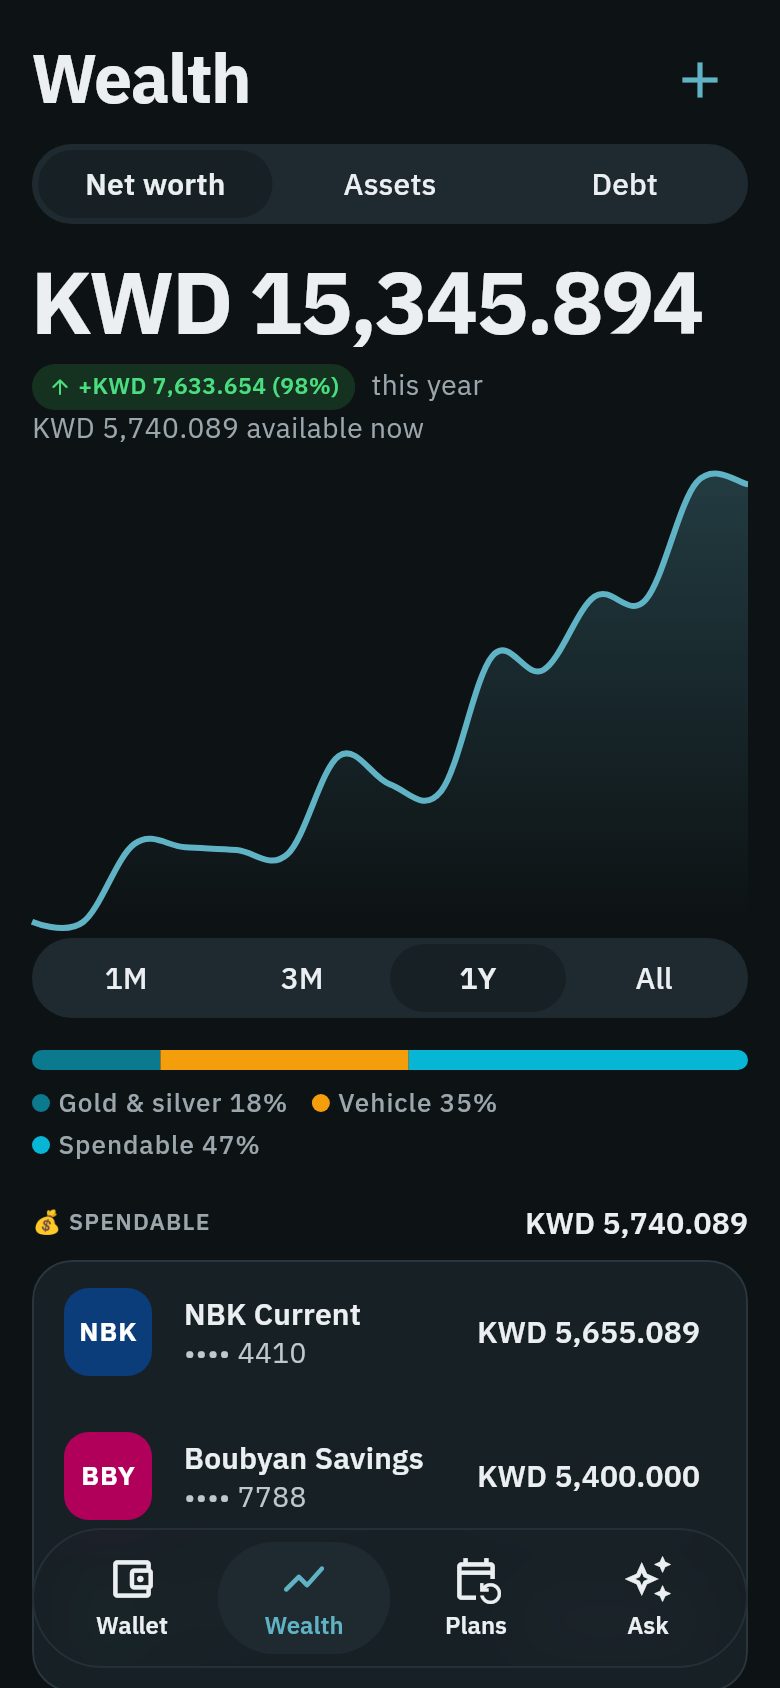 Wealth
Net worth Assets Debt
KWD 15,345.894
↑ +KWD 7,633.654 (98%) this year
KWD 5,740.089 available now
1M 3M 1Y All
Gold & silver 18% Vehicle 35%
Spendable 47%
💰 SPENDABLE KWD 5,740.089
NBK NBK Current KWD 5,655.089
•••• 4410
BBY Boubyan Savings KWD 5,400.000
•••• 7788
Wallet Wealth Plans Ask